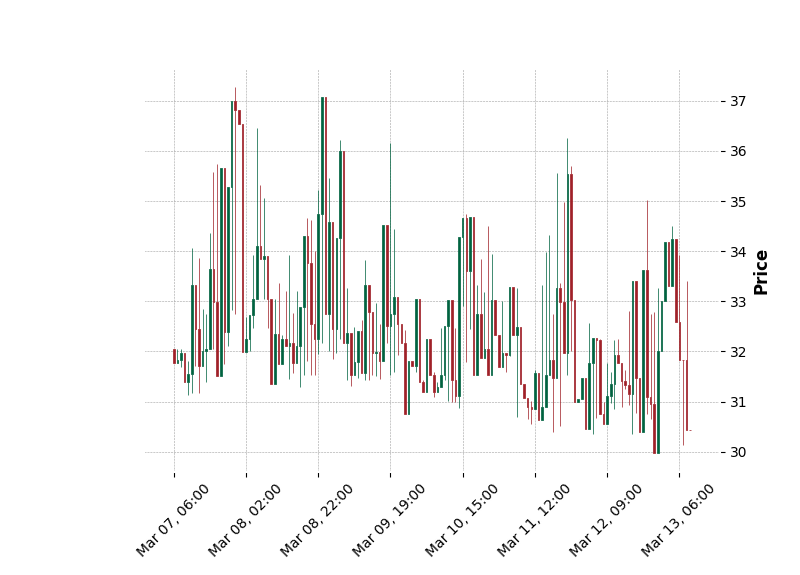 37
36
35
34
33
32
31
30
Price
Mar 07, 06:00
Mar 08, 02:00
Mar 08, 22:00
Mar 09, 19:00
Mar 10, 15:00
Mar 11, 12:00
Mar 12, 09:00
Mar 13, 06:00